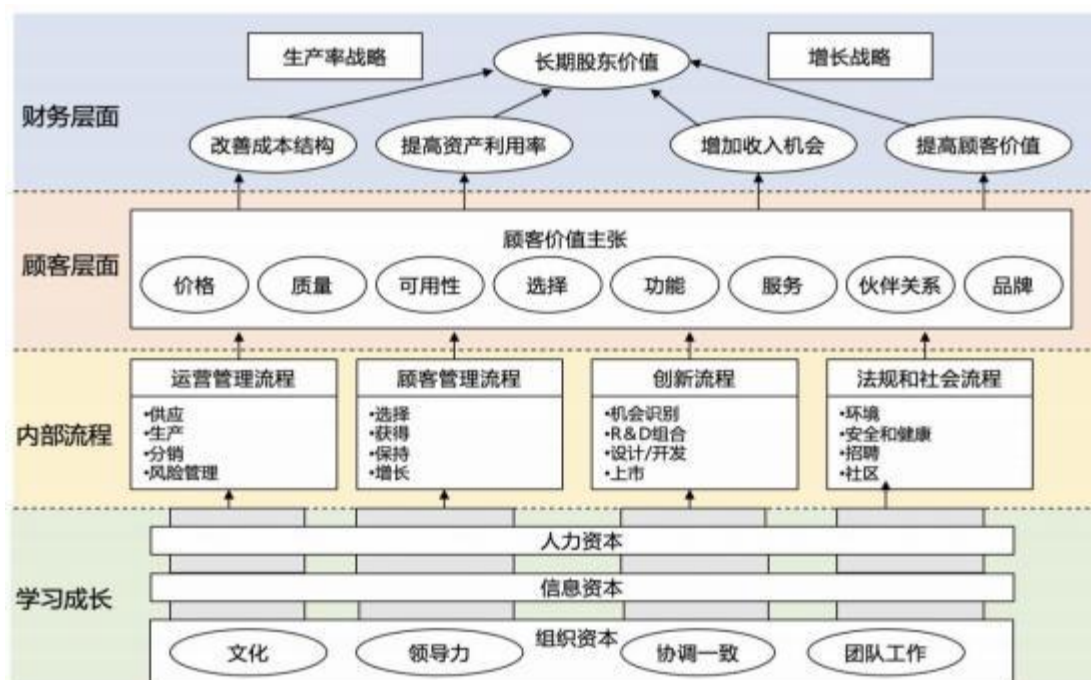 生产率战略
长期股东价值
增长战略
财务层面
改善成本结构
提高资产利用率
增加收入机会
提高顾客价值
顾客层面
顾客价值主张
价格
质量
可用性
选择
功能
服务
伙伴关系
品牌
内部流程
运营管理流程
•供应
•生产
•分销
•风险管理
顾客管理流程
•选择
•获得
•保持
•增长
创新流程
•机会识别
•R&D组合
•设计/开发
•上市
法规和社会流程
•环境
•安全和健康
•招聘
•社区
学习成长
人力资本
信息资本
组织资本
文化
领导力
协调一致
团队工作